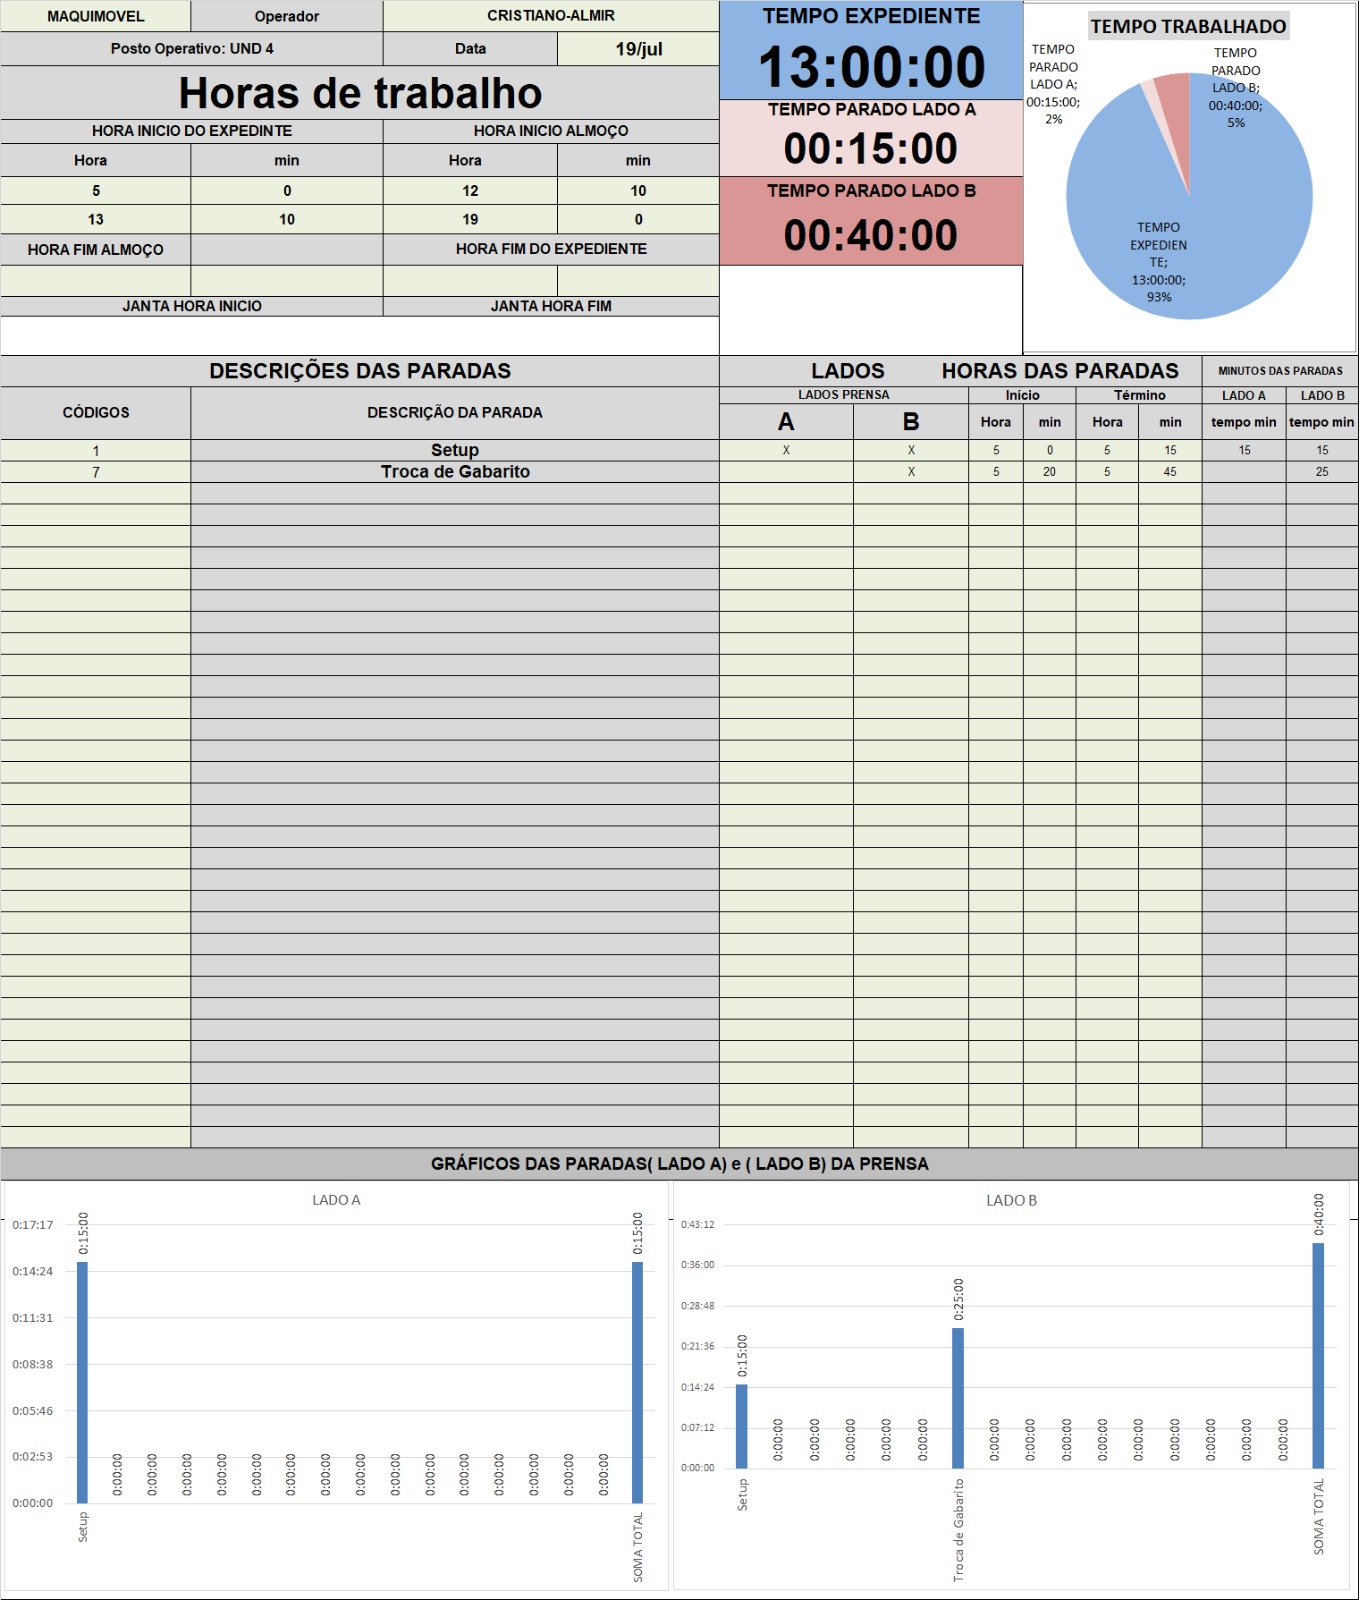 MAQUIMOVEL Operador CRISTIANO-ALMIR
Posto Operativo: UND 4 Data 19/jul
Horas de trabalho
HORA INICIO DO EXPEDINTE HORA INICIO ALMOÇO
Hora min Hora min
5 0 12 10
13 10 19 0
HORA FIM ALMOÇO HORA FIM DO EXPEDIENTE
JANTA HORA INICIO JANTA HORA FIM
TEMPO EXPEDIENTE
13:00:00
TEMPO PARADO LADO A
00:15:00
TEMPO PARADO LADO B
00:40:00
TEMPO TRABALHADO
TEMPO
PARADO
LADO A;
00:15:00;
2%
TEMPO
PARADO
LADO B;
00:40:00;
5%
TEMPO
EXPEDIEN
TE;
13:00:00;
93%
DESCRIÇÕES DAS PARADAS LADOS HORAS DAS PARADAS MINUTOS DAS PARADAS
CÓDIGOS DESCRIÇÃO DA PARADA LADOS PRENSA Início Término LADO A LADO B
A B Hora min Hora min tempo min tempo min
1 Setup X X 5 0 5 15 15 15
7 Troca de Gabarito X 5 20 5 45 25
GRÁFICOS DAS PARADAS( LADO A) e ( LADO B) DA PRENSA
LADO A
0:17:17
0:14:24
0:11:31
0:08:38
0:05:46
0:02:53
0:00:00
0:15:00 0:00:00 0:00:00 0:00:00 0:00:00 0:00:00 0:00:00 0:00:00 0:00:00 0:00:00 0:00:00 0:00:00 0:00:00 0:00:00 0:00:00 0:00:00 0:15:00
Setup SOMA TOTAL
LADO B
0:43:12
0:36:00
0:28:48
0:21:36
0:14:24
0:07:12
0:00:00
0:15:00 0:00:00 0:00:00 0:00:00 0:00:00 0:00:00 0:25:00 0:00:00 0:00:00 0:00:00 0:00:00 0:00:00 0:00:00 0:00:00 0:00:00 0:00:00 0:40:00
Setup Troca de Gabarito SOMA TOTAL